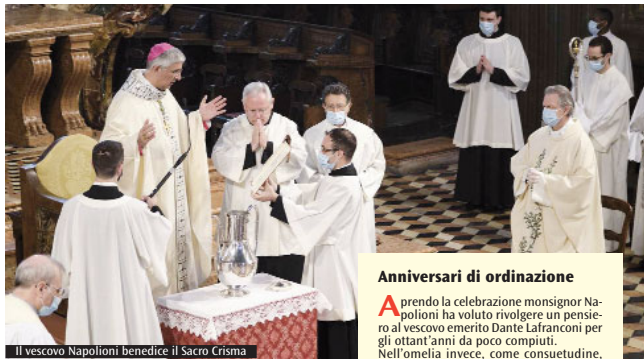 Il vescovo Napolioni benedice il Sacro Crisma
Anniversari di ordinazione
Aprendo la celebrazione monsignor Na-
polioni ha voluto rivolgere un pensie-
ro al vescovo emerito Dante Lafranconi per
gli ottant'anni da poco compiuti.
Nell'omelia invece, come consuetudine,